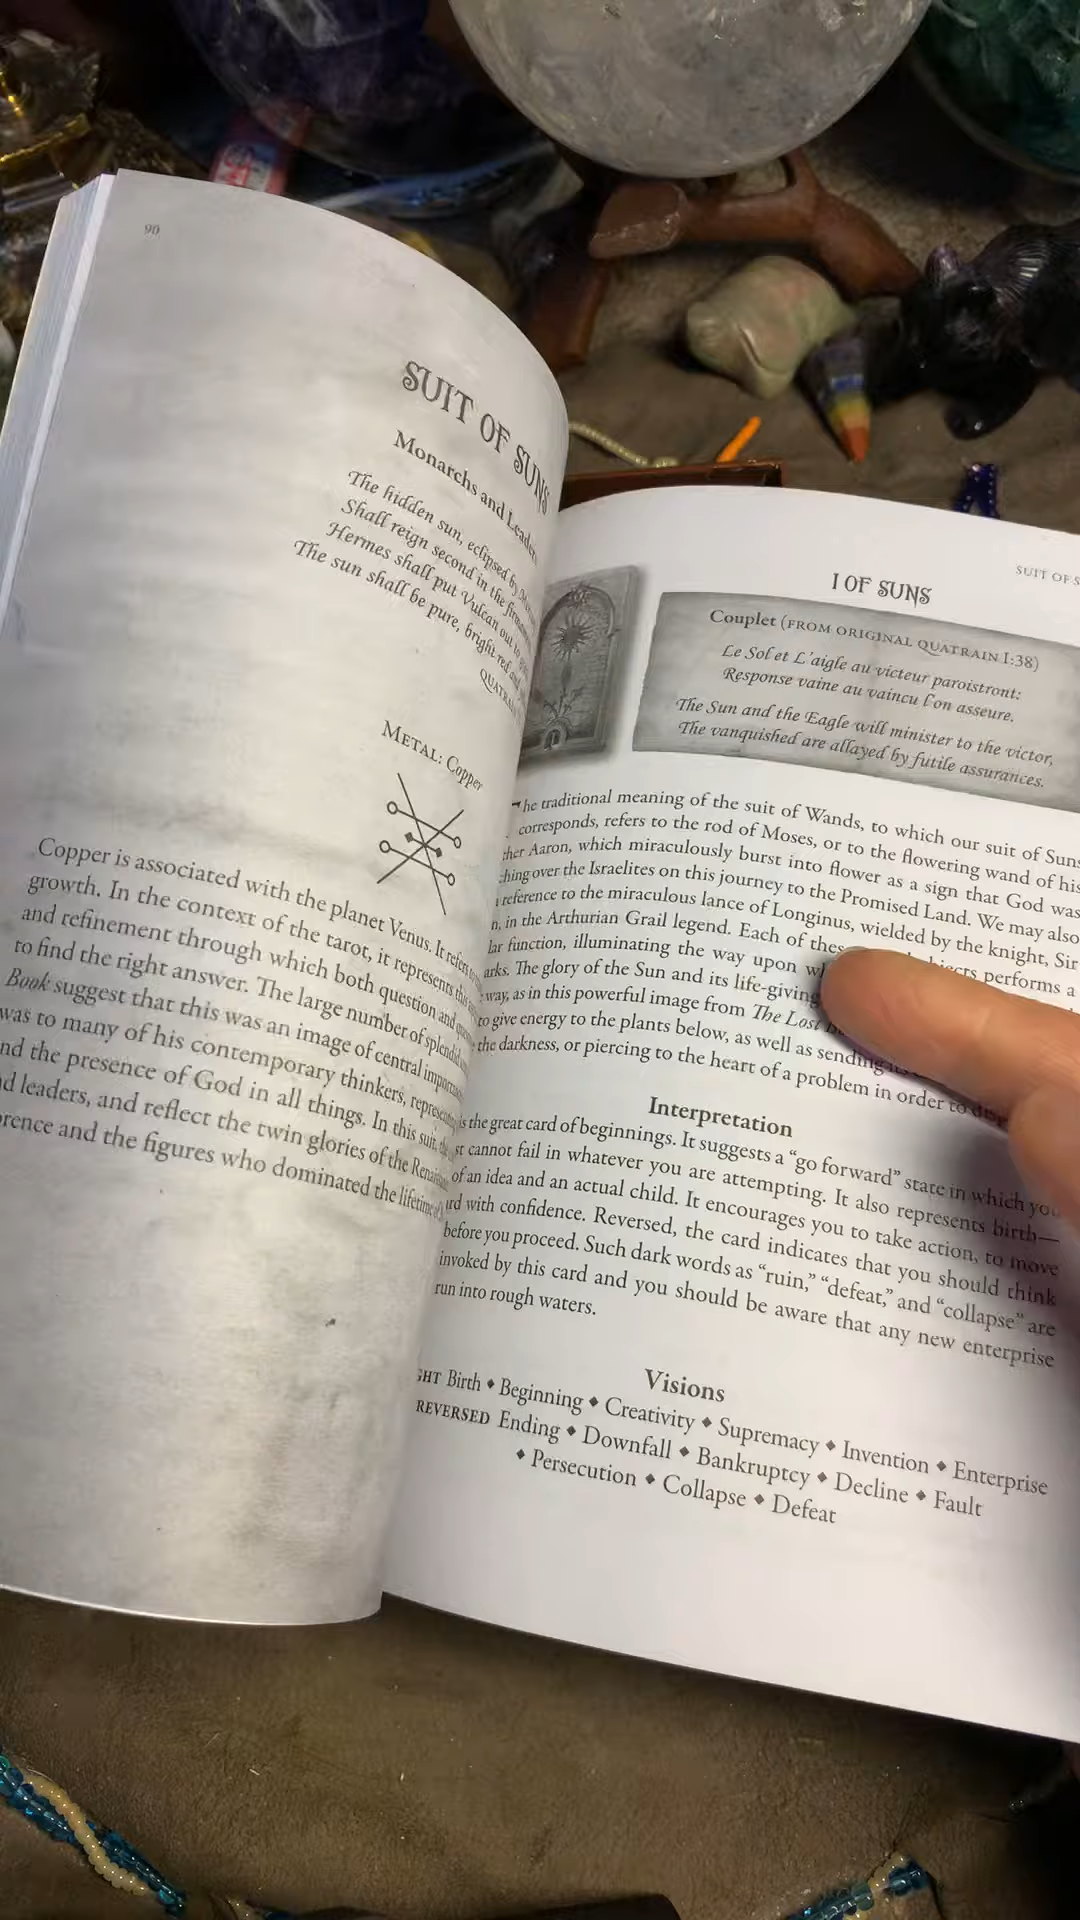 90
SUIT OF SUNS
Monarchs and Leaders
The hidden sun, eclipsed by
Shall reign second in the
Hermes shall put Vulcan out
The sun shall be pure, bright red and
METAL: Copper
Copper is associated with the planet Venus. It refers
growth. In the context of the tarot, it represents
and refinement through which both question and
to find the right answer. The large number of splendid
Book suggest that this was an image of central
was to many of his contemporary thinkers,
and the presence of God in all things. In this suit,
leaders, and reflect the twin glories of the
and the figures who dominated the lifetime
SUIT OF
I OF SUNS
Couplet (FROM ORIGINAL QUATRAIN I:38)
Le Sol et L'aigle au victeur paroistront:
Response vaine au vaincu l'on asseure.
The Sun and the Eagle will minister to the victor,
The vanquished are allayed by futile assurances.
he traditional meaning of the suit of Wands, to which our suit of Suns
corresponds, refers to the rod of Moses, or to the flowering wand of his
ther Aaron, which miraculously burst into flower as a sign that God was
ching over the Israelites on this journey to the Promised Land. We may also
reference to the miraculous lance of Longinus, wielded by the knight, Sir
n, in the Arthurian Grail legend. Each of these objects performs a
lar function, illuminating the way upon
arks. The glory of the Sun and its life-giving
way, as in this powerful image from The Lost
to give energy to the plants below, as well as sending its
the darkness, or piercing to the heart of a problem in order to
Interpretation
is the great card of beginnings. It suggests a “go forward” state in which you
st cannot fail in whatever you are attempting. It also represents birth—
of an idea and an actual child. It encourages you to take action, to move
ard with confidence. Reversed, the card indicates that you should think
before you proceed. Such dark words as “ruin,” “defeat,” and “collapse” are
invoked by this card and you should be aware that any new enterprise
run into rough waters.
Visions
GHT Birth ◆ Beginning ◆ Creativity ◆ Supremacy ◆ Invention ◆ Enterprise
REVERSED Ending ◆ Downfall ◆ Bankruptcy ◆ Decline ◆ Fault
◆ Persecution ◆ Collapse ◆ Defeat